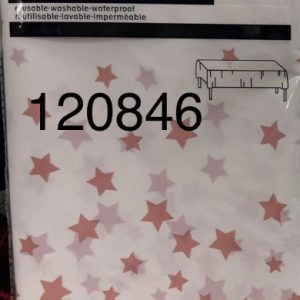 reusable-washable-waterproof
réutilisable-lavable-imperméable
120846